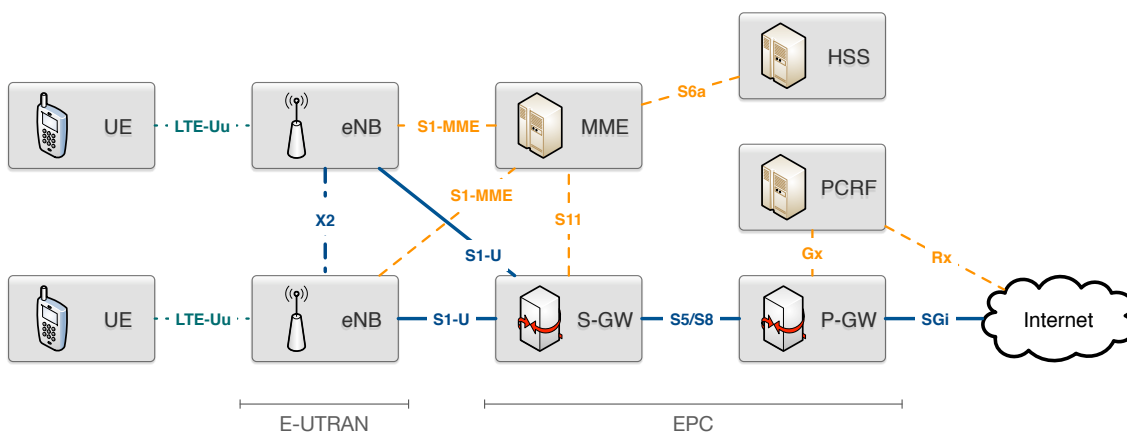 HSS
S6a
UE
LTE-Uu
eNB
S1-MME
MME
PCRF
S1-MME
X2
S11
S1-U
Gx
Rx
UE
LTE-Uu
eNB
S1-U
S-GW
S5/S8
P-GW
SGi
Internet
E-UTRAN
EPC